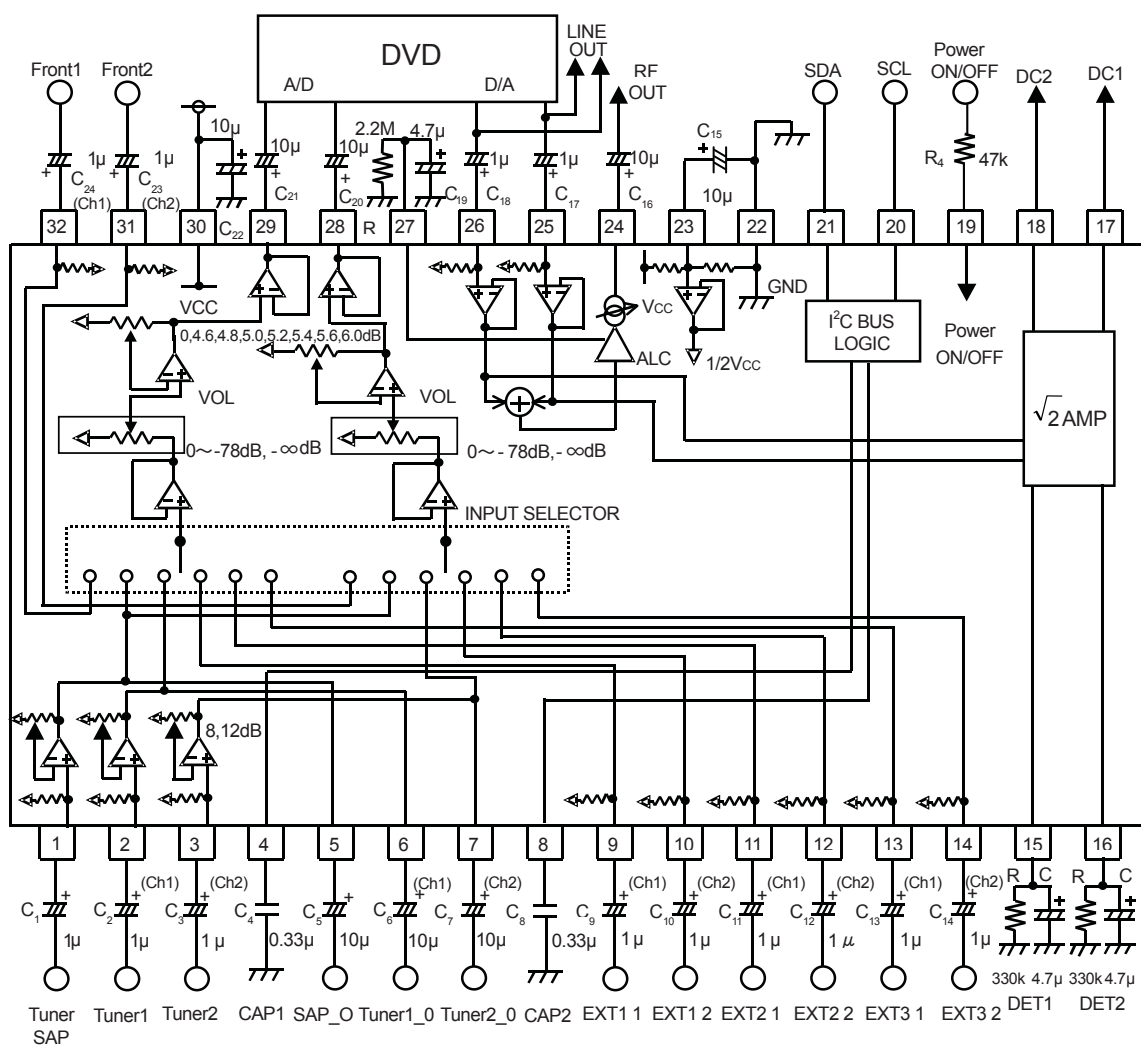 DVD
A/D D/A
LINE
OUT
RF
OUT
Front1 Front2
SDA SCL
Power
ON/OFF
DC2 DC1
10μ 10μ 10μ 2.2M 4.7μ 1μ 1μ 10μ
C15
10μ
R4 47k
1μ 1μ
C24 C23
(Ch1) (Ch2)
C22 C21 C20 R C19 C18 C17 C16
32 31 30 29 28 27 26 25 24 23 22 21 20 19 18 17
VCC
GND
0,4.6,4.8,5.0,5.2,5.4,5.6,6.0dB
VCC
ALC
1/2VCC
I²C BUS
LOGIC
Power
ON/OFF
√2 AMP
VOL VOL
0～-78dB, -∞dB 0～-78dB, -∞dB
INPUT SELECTOR
8,12dB
1 2 3 4 5 6 7 8 9 10 11 12 13 14 15 16
(Ch1) (Ch2) (Ch1) (Ch2) (Ch1) (Ch2) (Ch1) (Ch2) (Ch1) (Ch2)
R C R C
C1 C2 C3 C4 C5 C6 C7 C8 C9 C10 C11 C12 C13 C14
1μ 1μ 1μ 0.33μ 10μ 10μ 10μ 0.33μ 1μ 1μ 1μ 1μ 1μ 1μ
330k 4.7μ 330k 4.7μ
Tuner
SAP
Tuner1 Tuner2 CAP1 SAP_O Tuner1_0 Tuner2_0 CAP2 EXT1 1 EXT1 2 EXT2 1 EXT2 2 EXT3 1 EXT3 2 DET1 DET2